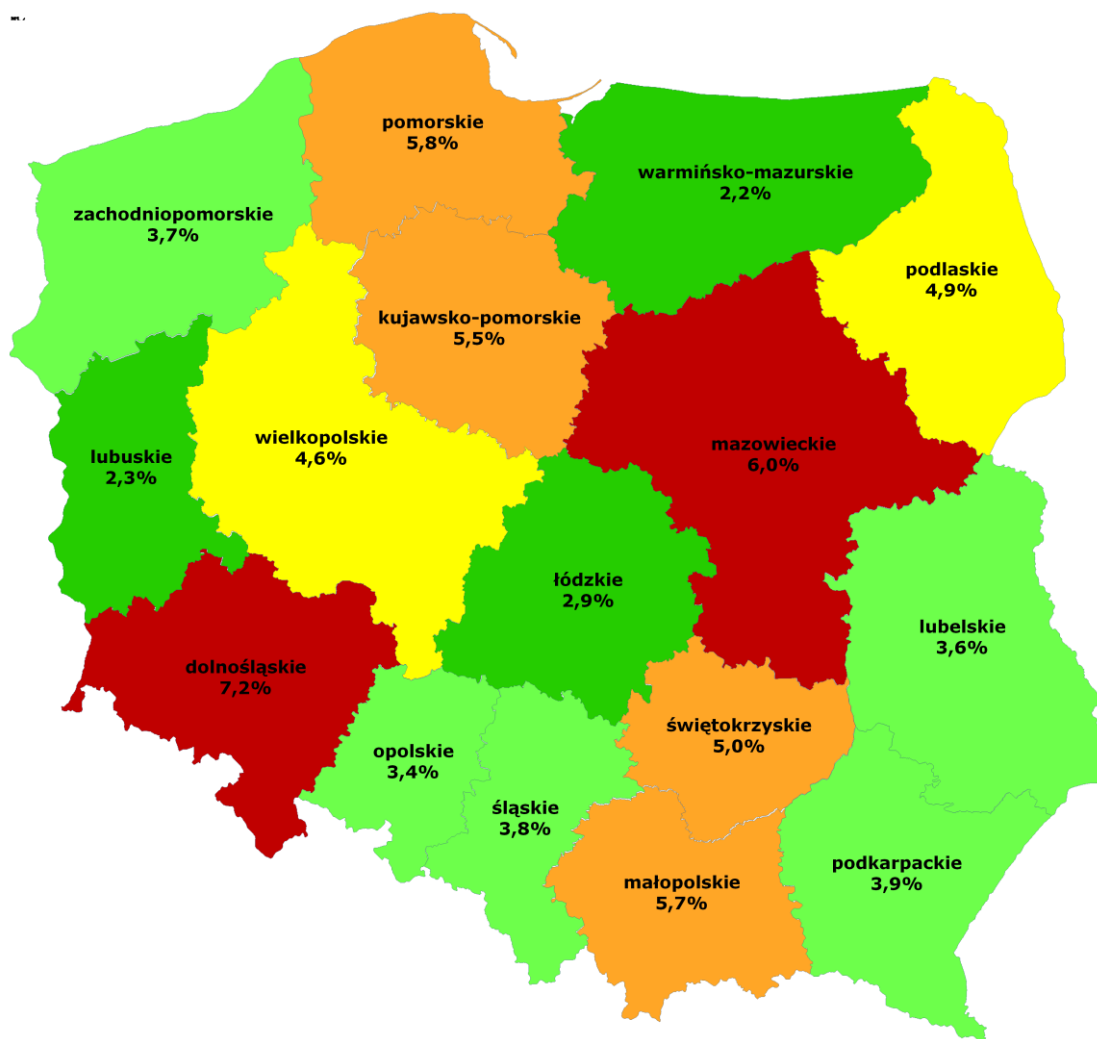 pomorskie
5,8%
warmińsko-mazurskie
2,2%
zachodniopomorskie
3,7%
podlaskie
4,9%
kujawsko-pomorskie
5,5%
wielkopolskie
4,6%
mazowieckie
6,0%
lubuskie
2,3%
łódzkie
2,9%
lubelskie
3,6%
dolnośląskie
7,2%
świętokrzyskie
5,0%
opolskie
3,4%
śląskie
3,8%
podkarpackie
3,9%
małopolskie
5,7%